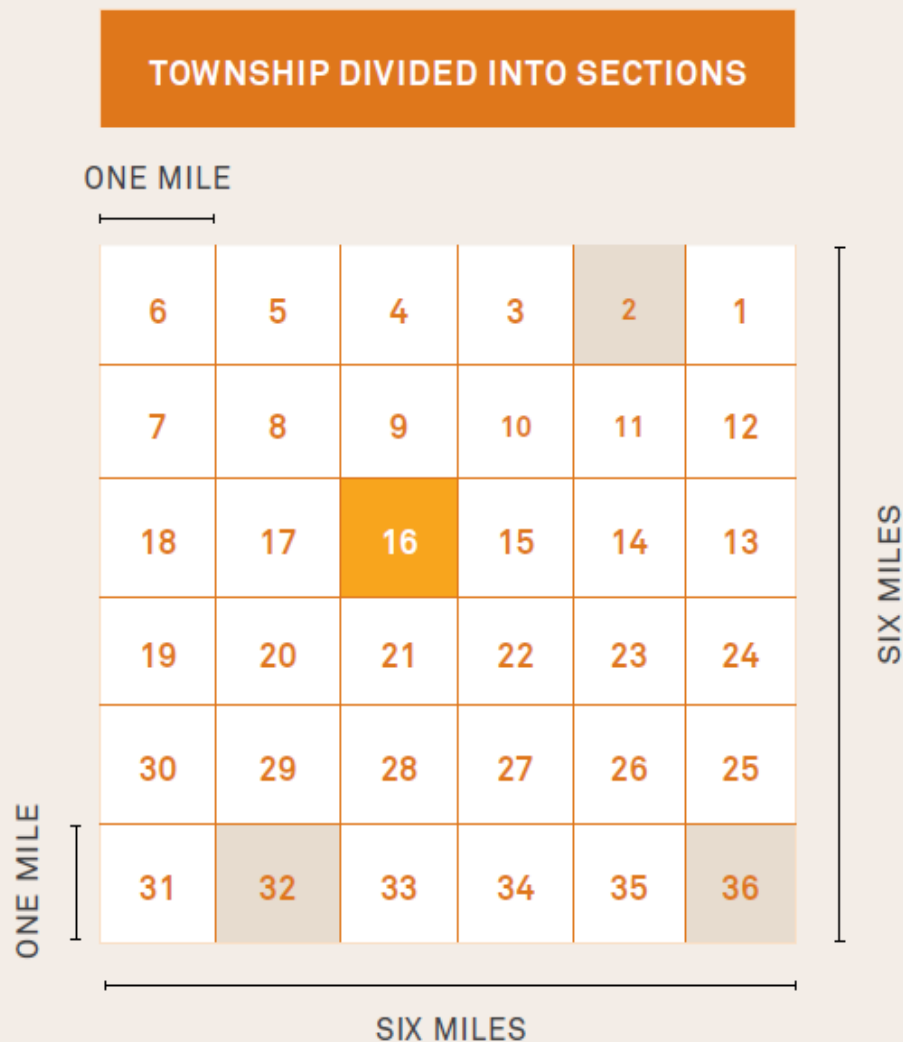 TOWNSHIP DIVIDED INTO SECTIONS
ONE MILE
6 5 4 3 2 1
7 8 9 10 11 12
18 17 16 15 14 13
19 20 21 22 23 24
30 29 28 27 26 25
31 32 33 34 35 36
SIX MILES
ONE MILE
SIX MILES